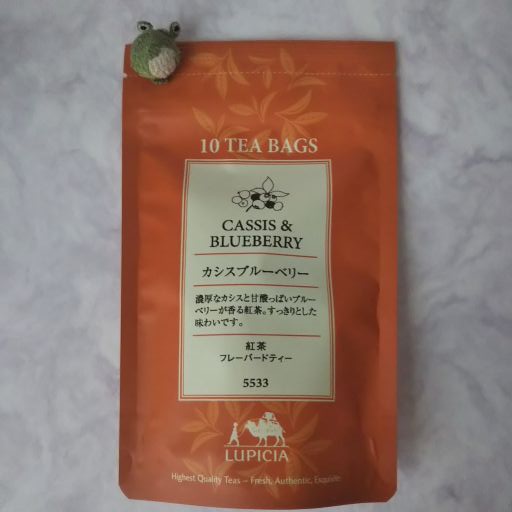 10 TEA BAGS
CASSIS &
BLUEBERRY
カシスブルーベリー
濃厚なカシスと甘酸っぱいブルー
ベリーが香る紅茶。すっきりとした
味わいです。
紅茶
フレーバードティー
5533
LUPICIA
Highest Quality Teas – Fresh, Authentic, Exquisite